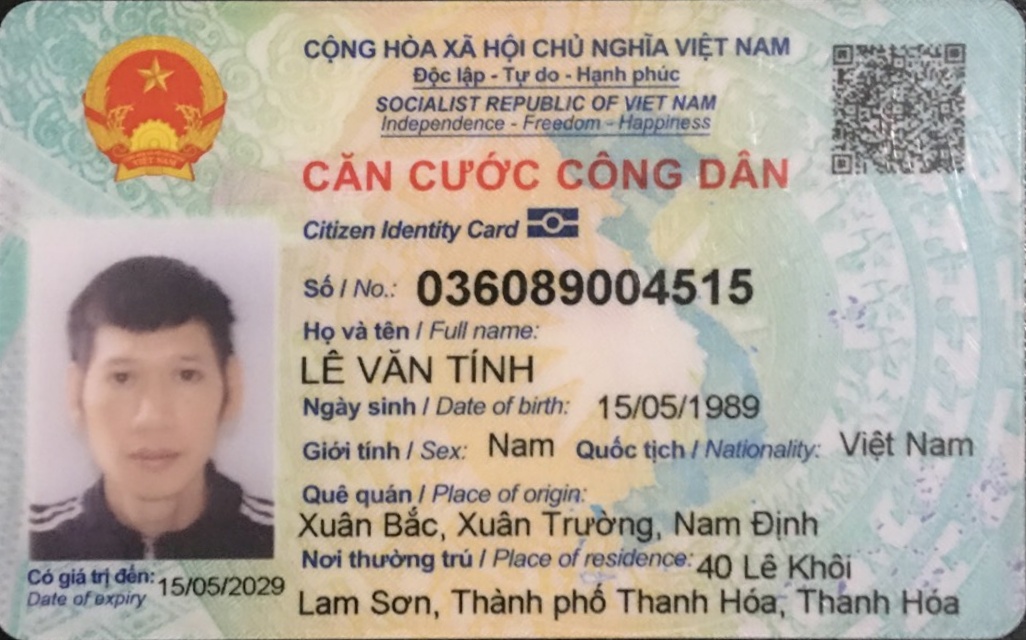 CỘNG HÒA XÃ HỘI CHỦ NGHĨA VIỆT NAM
Độc lập - Tự do - Hạnh phúc
SOCIALIST REPUBLIC OF VIET NAM
Independence - Freedom - Happiness
CĂN CƯỚC CÔNG DÂN
Citizen Identity Card
VIỆT NAM
Số / No.: 036089004515
Họ và tên / Full name:
LÊ VĂN TÍNH
Ngày sinh / Date of birth: 15/05/1989
Giới tính / Sex: Nam Quốc tịch / Nationality: Việt Nam
Quê quán / Place of origin:
Xuân Bắc, Xuân Trường, Nam Định
Nơi thường trú / Place of residence: 40 Lê Khôi
Lam Sơn, Thành phố Thanh Hóa, Thanh Hóa
Có giá trị đến: 15/05/2029
Date of expiry